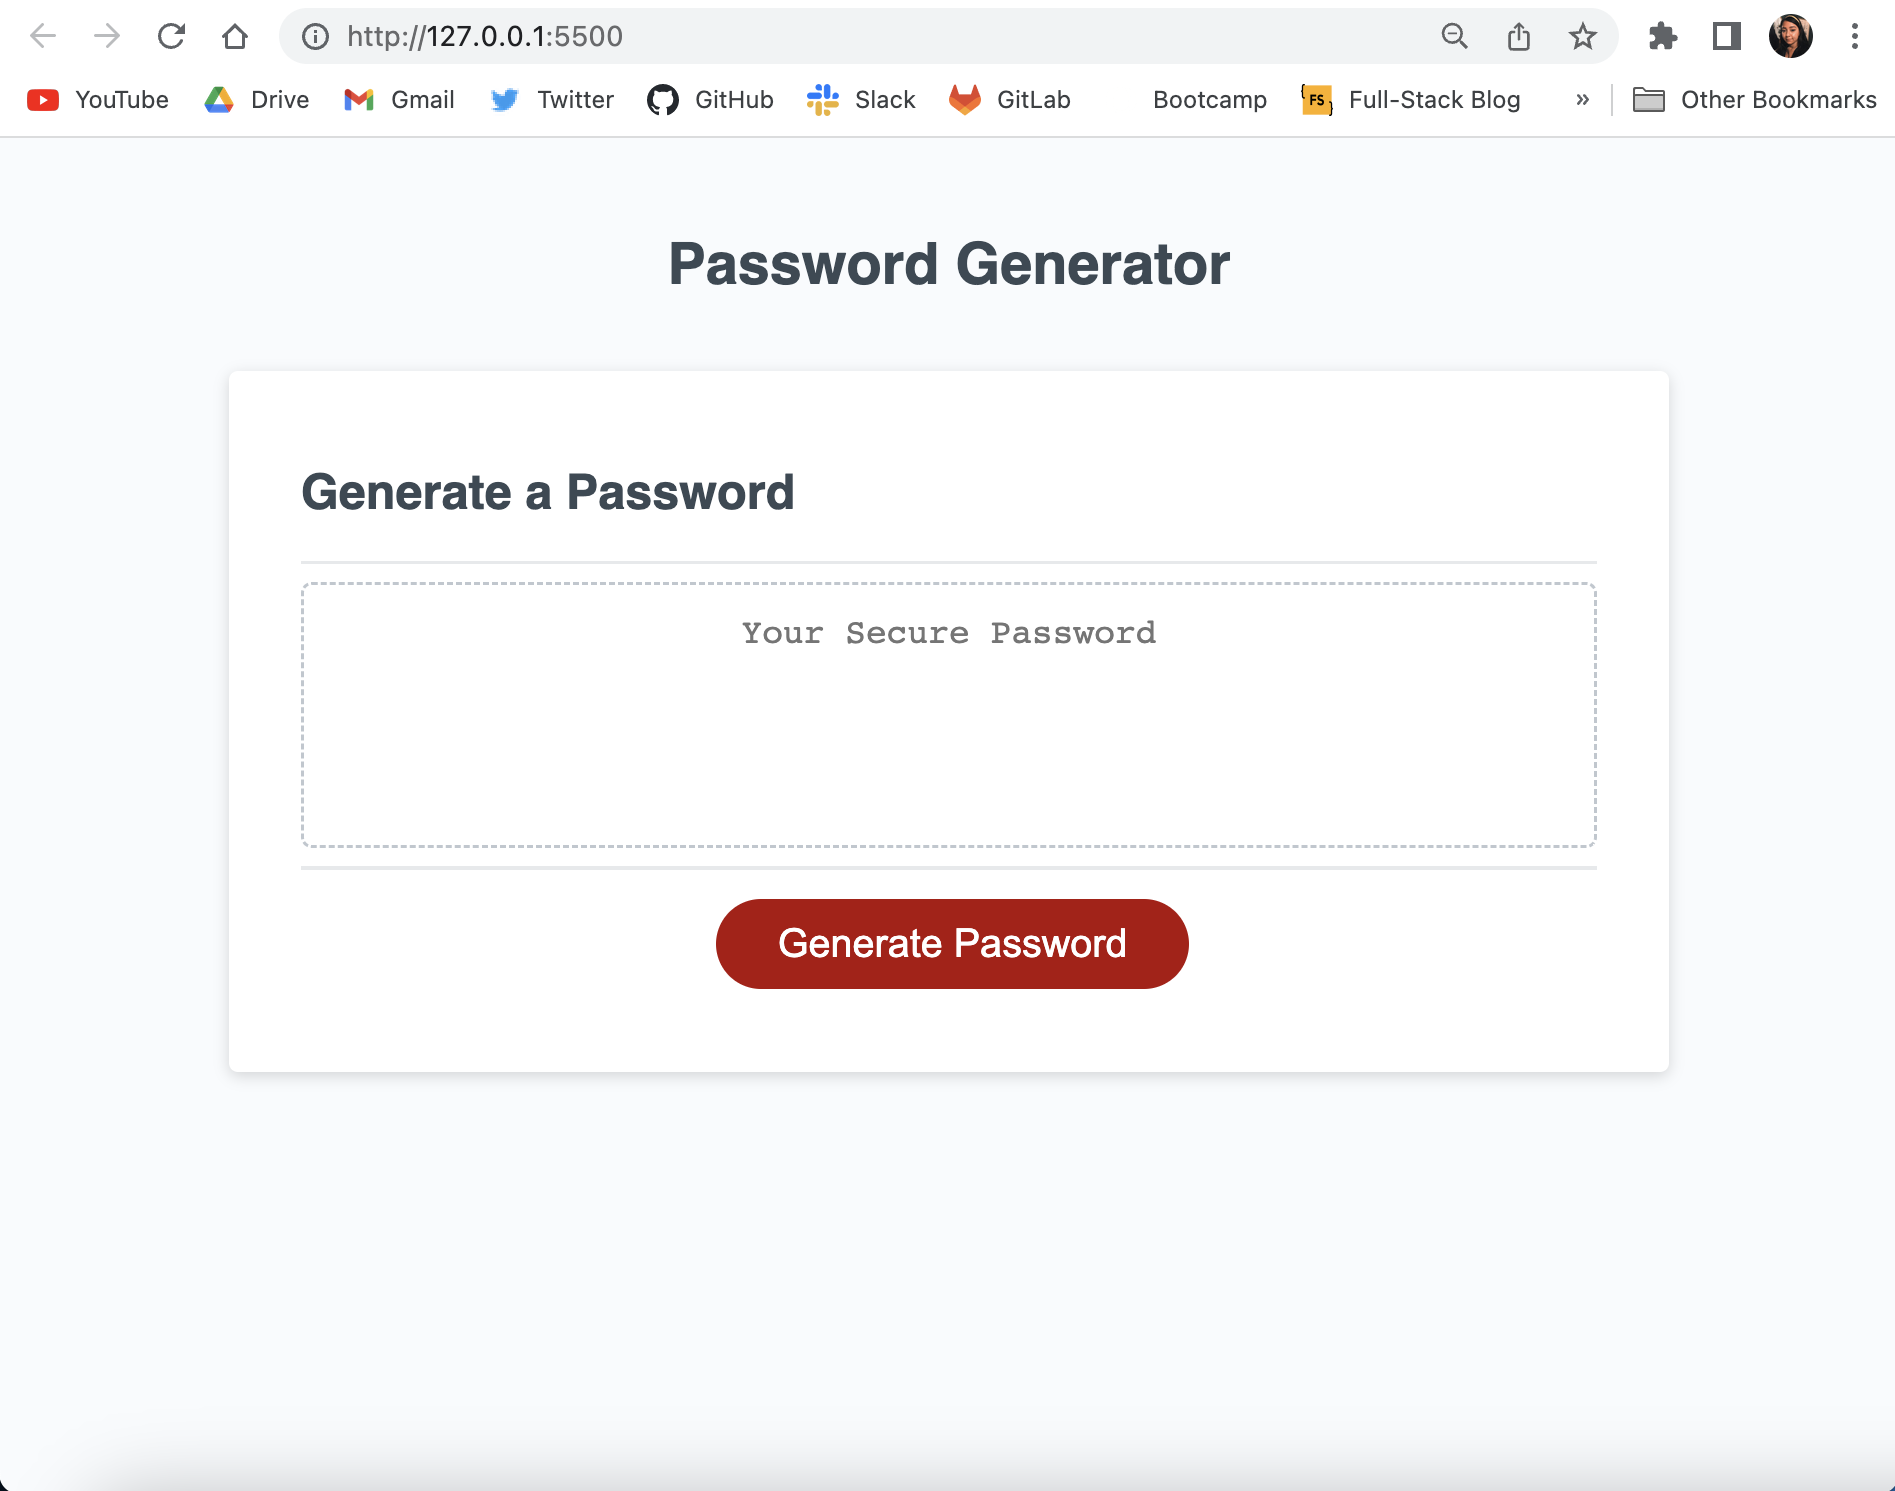 http://127.0.0.1:5500
YouTube Drive Gmail Twitter GitHub Slack GitLab Bootcamp {FS} Full-Stack Blog » Other Bookmarks
Password Generator
Generate a Password
Your Secure Password
Generate Password